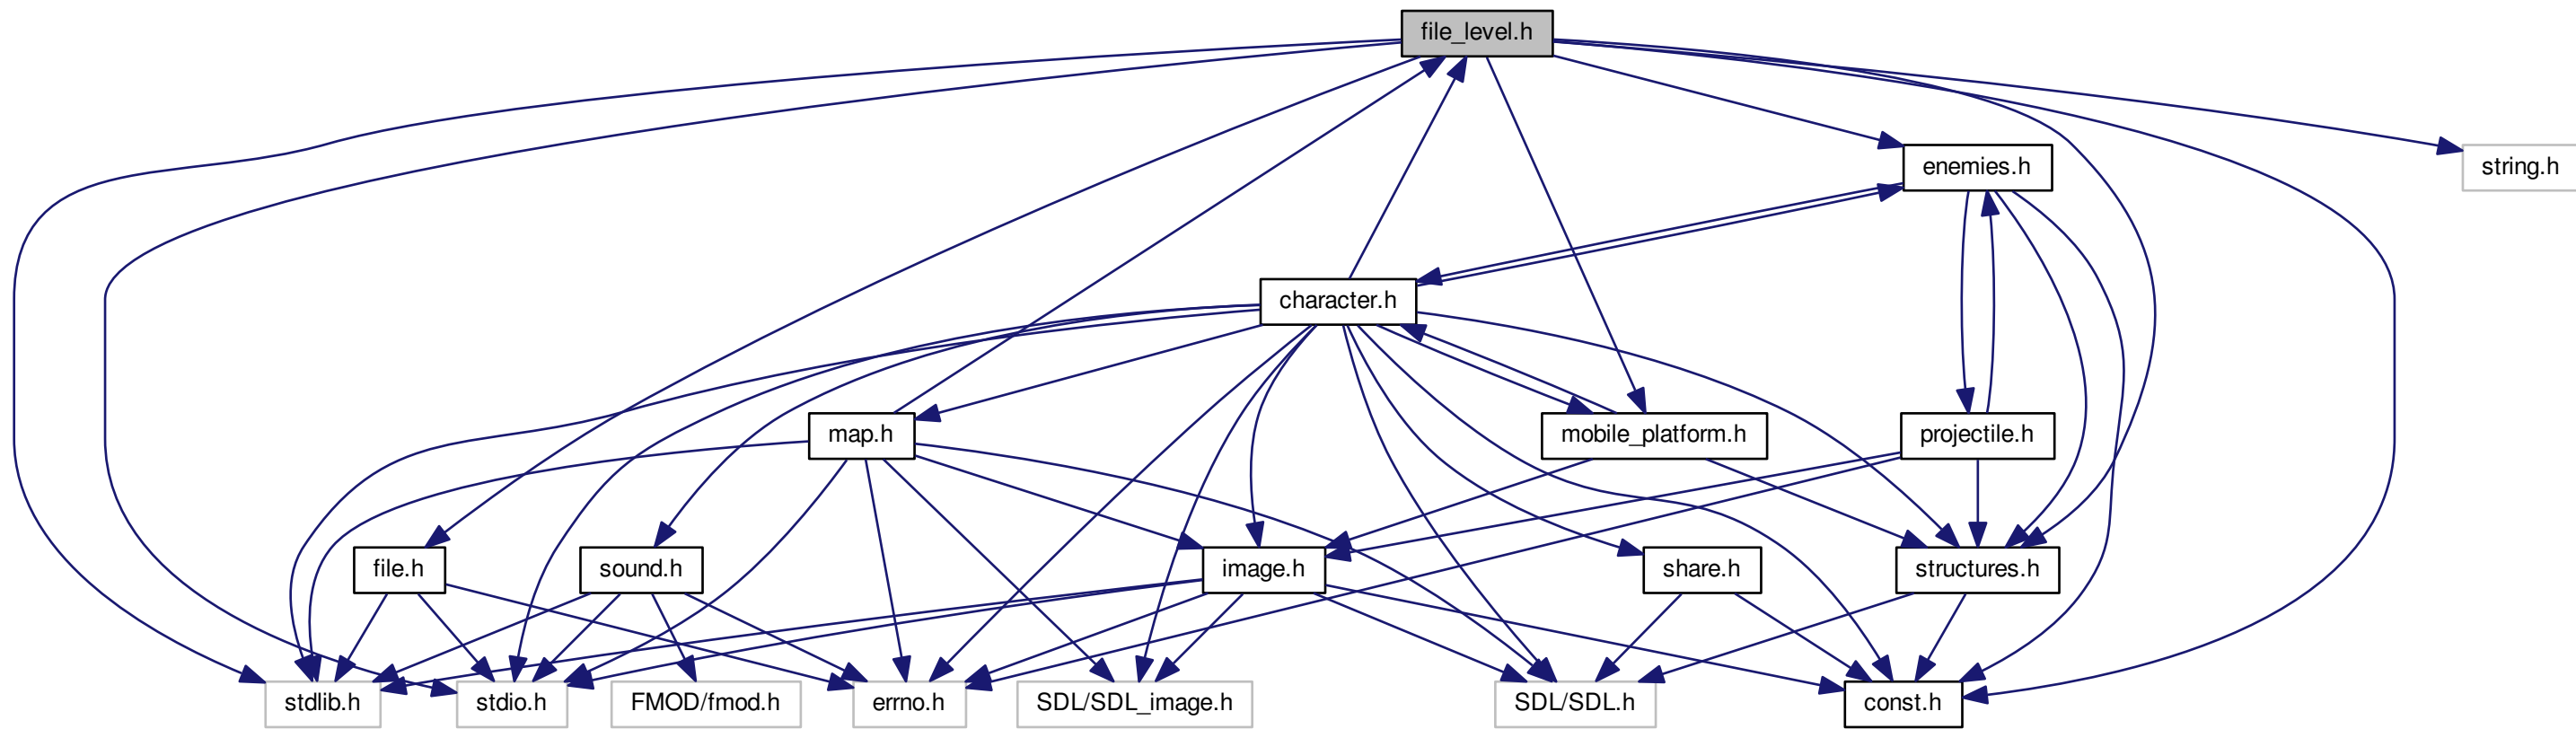 file_level.h
enemies.h
string.h
character.h
map.h
mobile_platform.h
projectile.h
file.h
sound.h
image.h
share.h
structures.h
stdlib.h
stdio.h
FMOD/fmod.h
errno.h
SDL/SDL_image.h
SDL/SDL.h
const.h